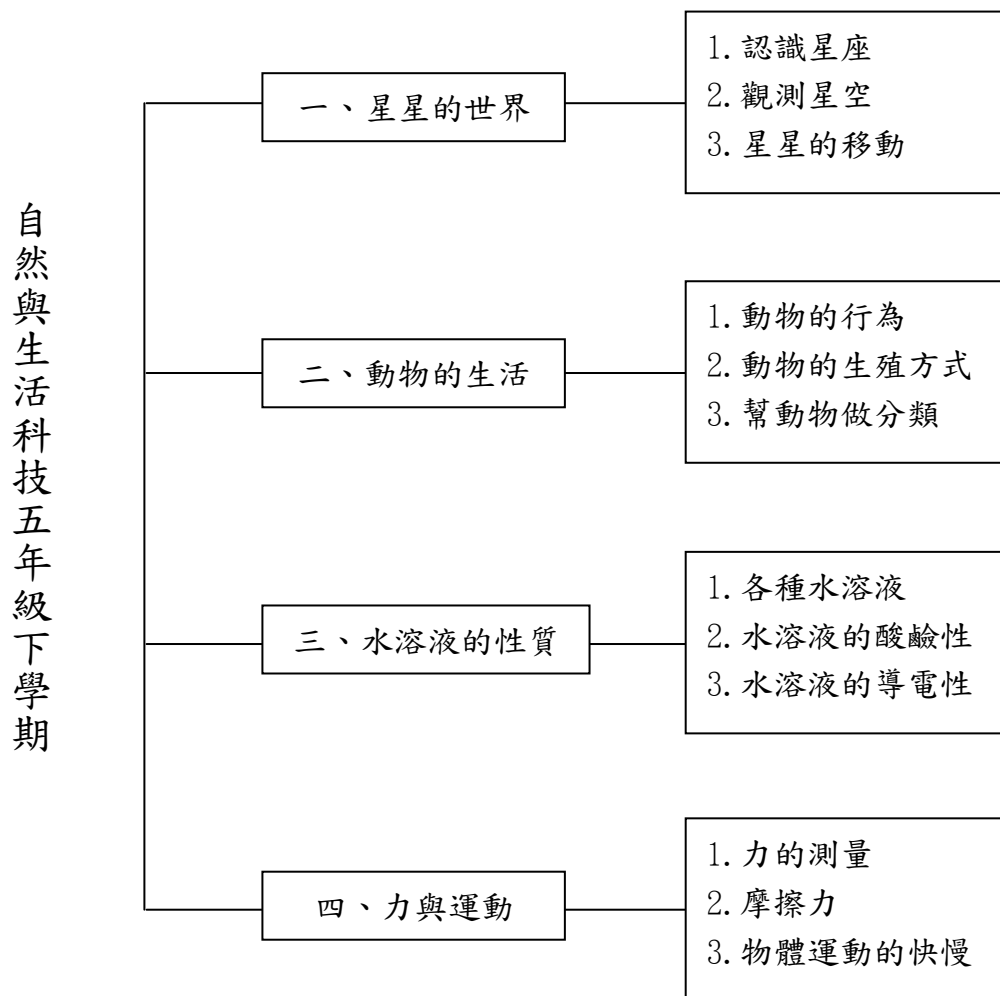 自然與生活科技五年級下學期
一、星星的世界
1.認識星座
2.觀測星空
3.星星的移動
二、動物的生活
1.動物的行為
2.動物的生殖方式
3.幫動物做分類
三、水溶液的性質
1.各種水溶液
2.水溶液的酸鹼性
3.水溶液的導電性
四、力與運動
1.力的測量
2.摩擦力
3.物體運動的快慢